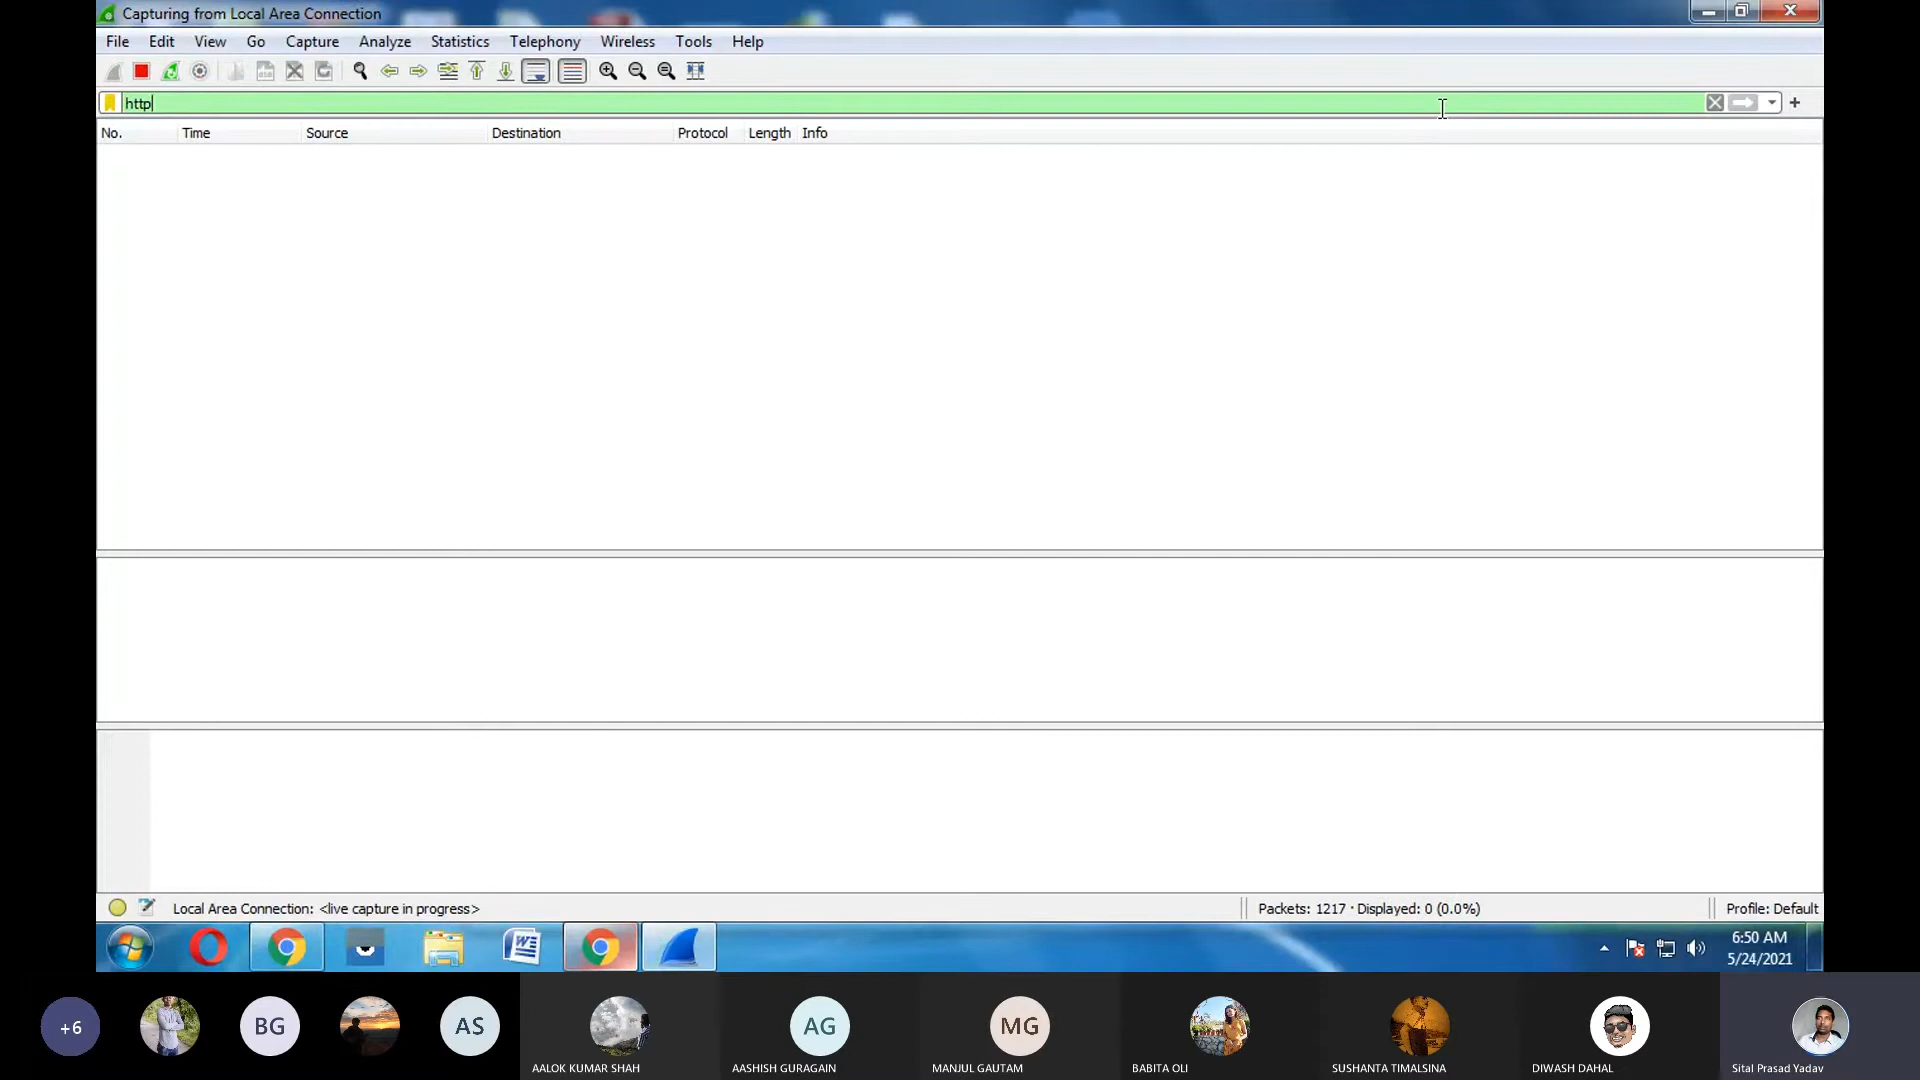 Capturing from Local Area Connection
File Edit View Go Capture Analyze Statistics Telephony Wireless Tools Help
http
No. Time Source Destination Protocol Length Info
Local Area Connection: <live capture in progress>
Packets: 1217 · Displayed: 0 (0.0%)
Profile: Default
6:50 AM
5/24/2021
+6
BG
AS
AG
MG
AALOK KUMAR SHAH
AASHISH GURAGAIN
MANJUL GAUTAM
BABITA OLI
SUSHANTA TIMALSINA
DIWASH DAHAL
Sital Prasad Yadav